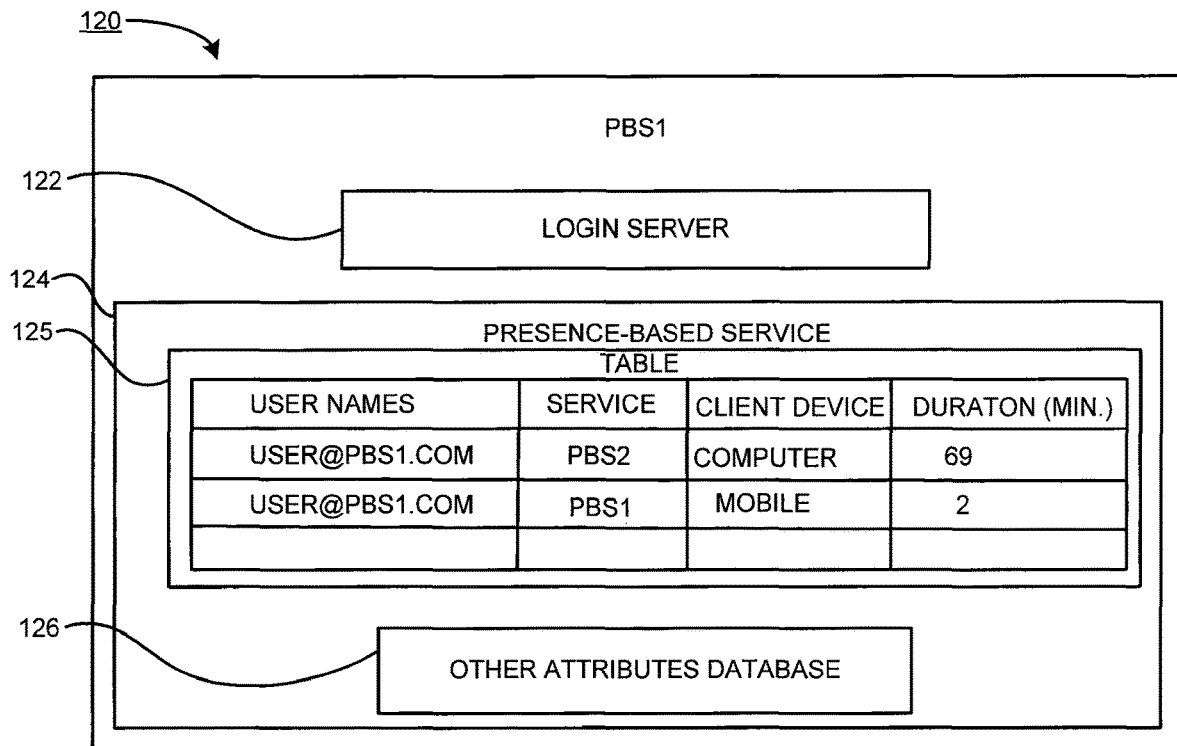 120
PBS1
122
LOGIN SERVER
124
125
PRESENCE-BASED SERVICE
TABLE
USER NAMES SERVICE CLIENT DEVICE DURATON (MIN.)
USER@PBS1.COM PBS2 COMPUTER 69
USER@PBS1.COM PBS1 MOBILE 2
126
OTHER ATTRIBUTES DATABASE